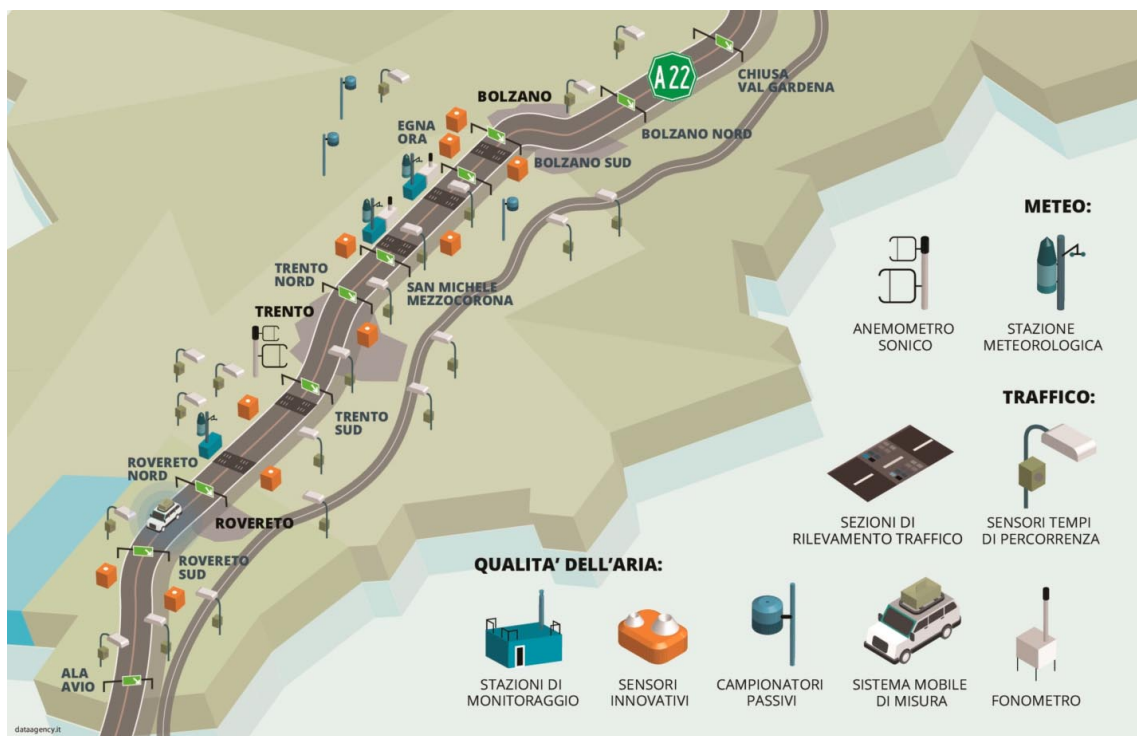 A22
CHIUSA
VAL GARDENA
BOLZANO
BOLZANO NORD
EGNA
ORA
BOLZANO SUD
TRENTO
NORD
SAN MICHELE
MEZZOCORONA
TRENTO
TRENTO
SUD
ROVERETO
NORD
ROVERETO
ROVERETO
SUD
ALA
AVIO
METEO:
ANEMOMETRO
SONICO
STAZIONE
METEOROLOGICA
TRAFFICO:
SEZIONI DI
RILEVAMENTO TRAFFICO
SENSORI TEMPI
DI PERCORRENZA
QUALITA’ DELL’ARIA:
STAZIONI DI
MONITORAGGIO
SENSORI
INNOVATIVI
CAMPIONATORI
PASSIVI
SISTEMA MOBILE
DI MISURA
FONOMETRO
dataagency.it